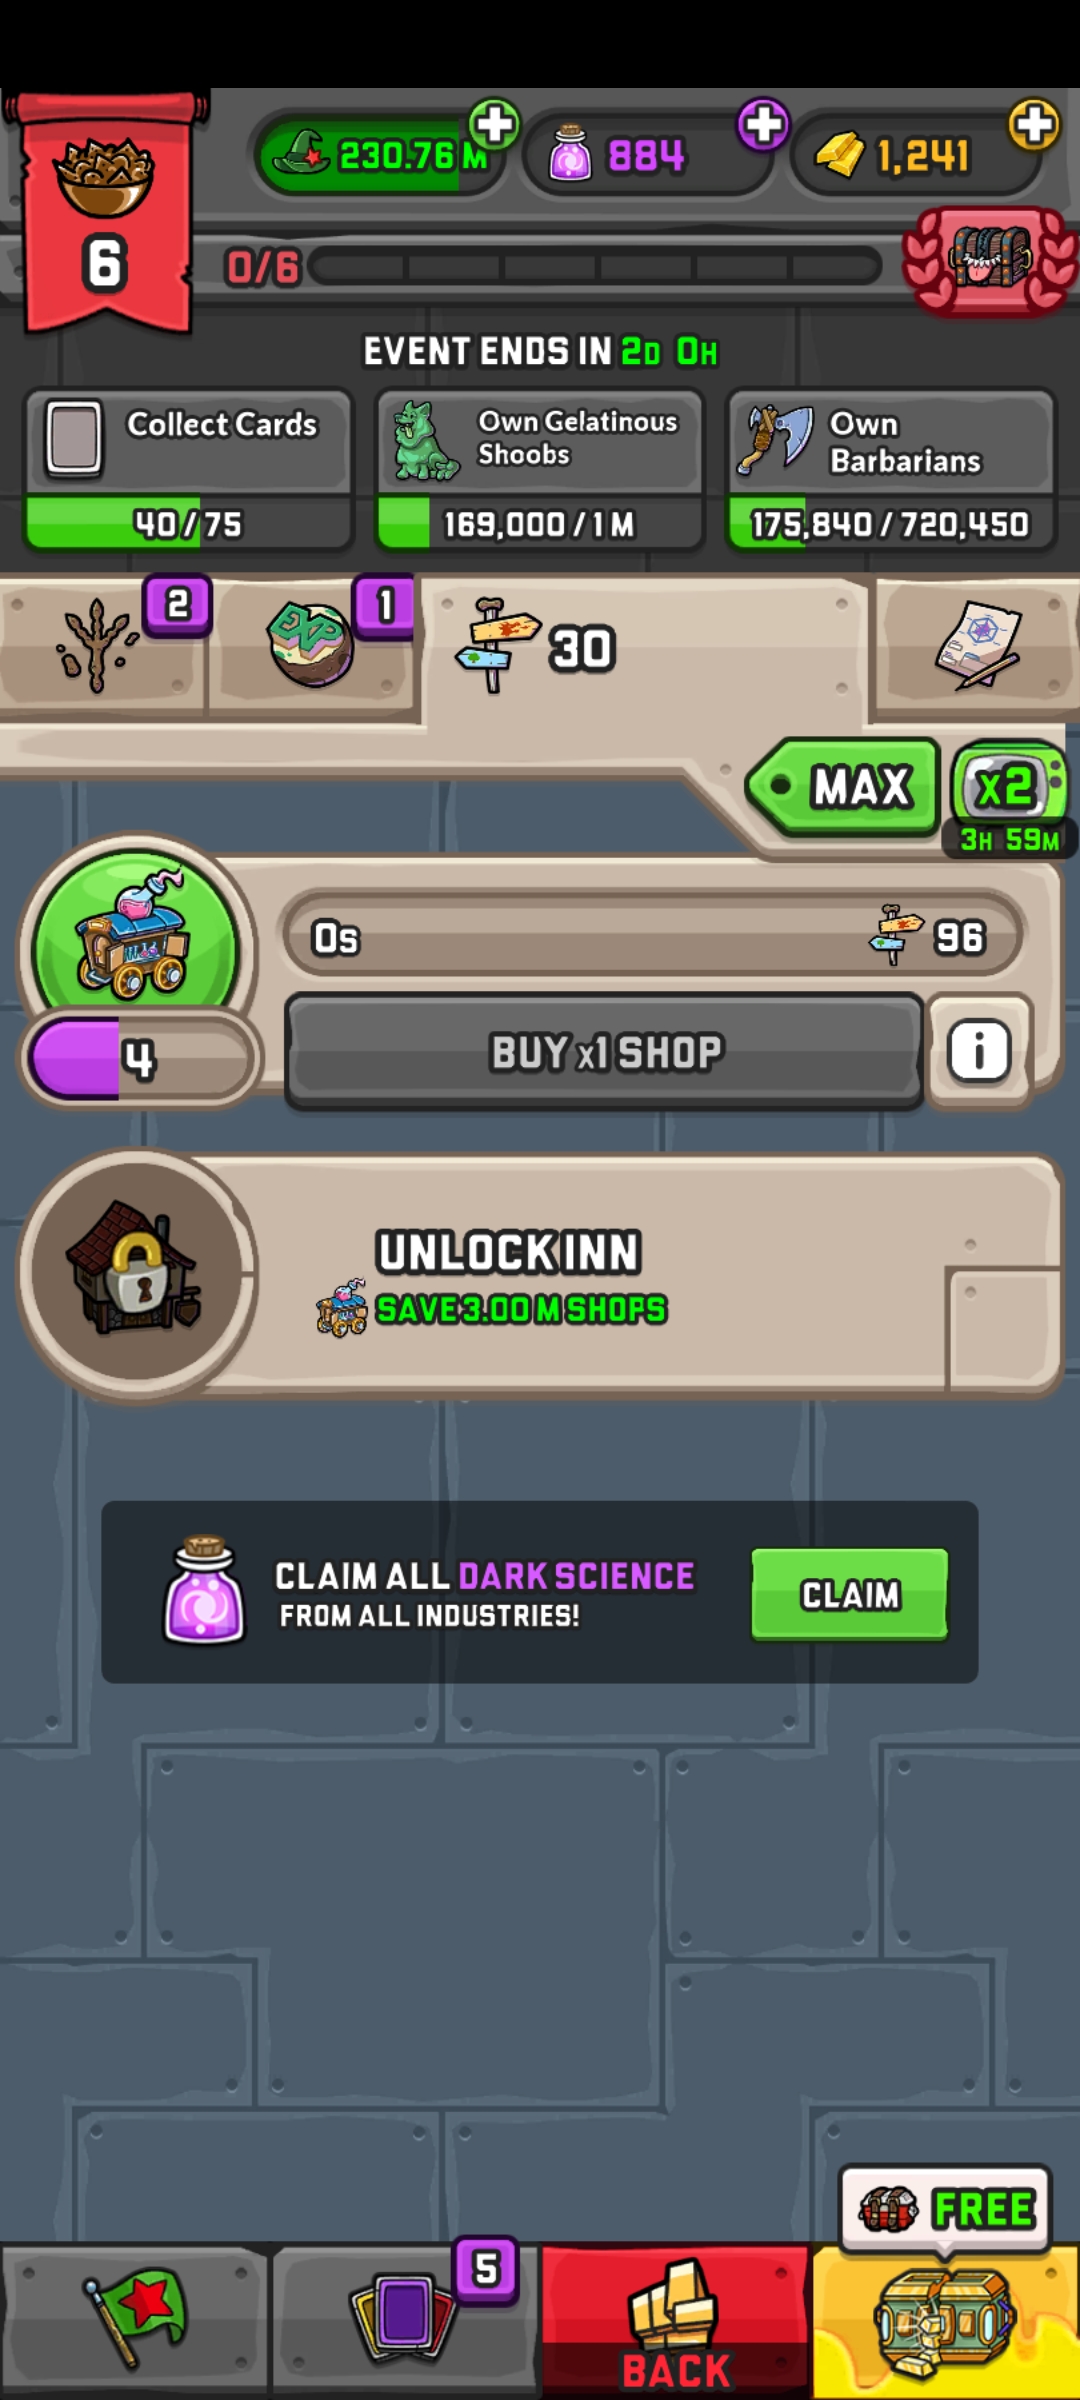 230.76 M
884
1,241
6
0/6
EVENT ENDS IN 2D 0H
Collect Cards
40/75
Own Gelatinous
Shoobs
169,000/1 M
Own
Barbarians
175,840/720,450
2
EXP
1
30
MAX
x2
3H 59M
0s
96
4
BUY x1 SHOP
i
UNLOCK INN
SAVE 3.00 M SHOPS
CLAIM ALL DARK SCIENCE
FROM ALL INDUSTRIES!
CLAIM
FREE
5
BACK